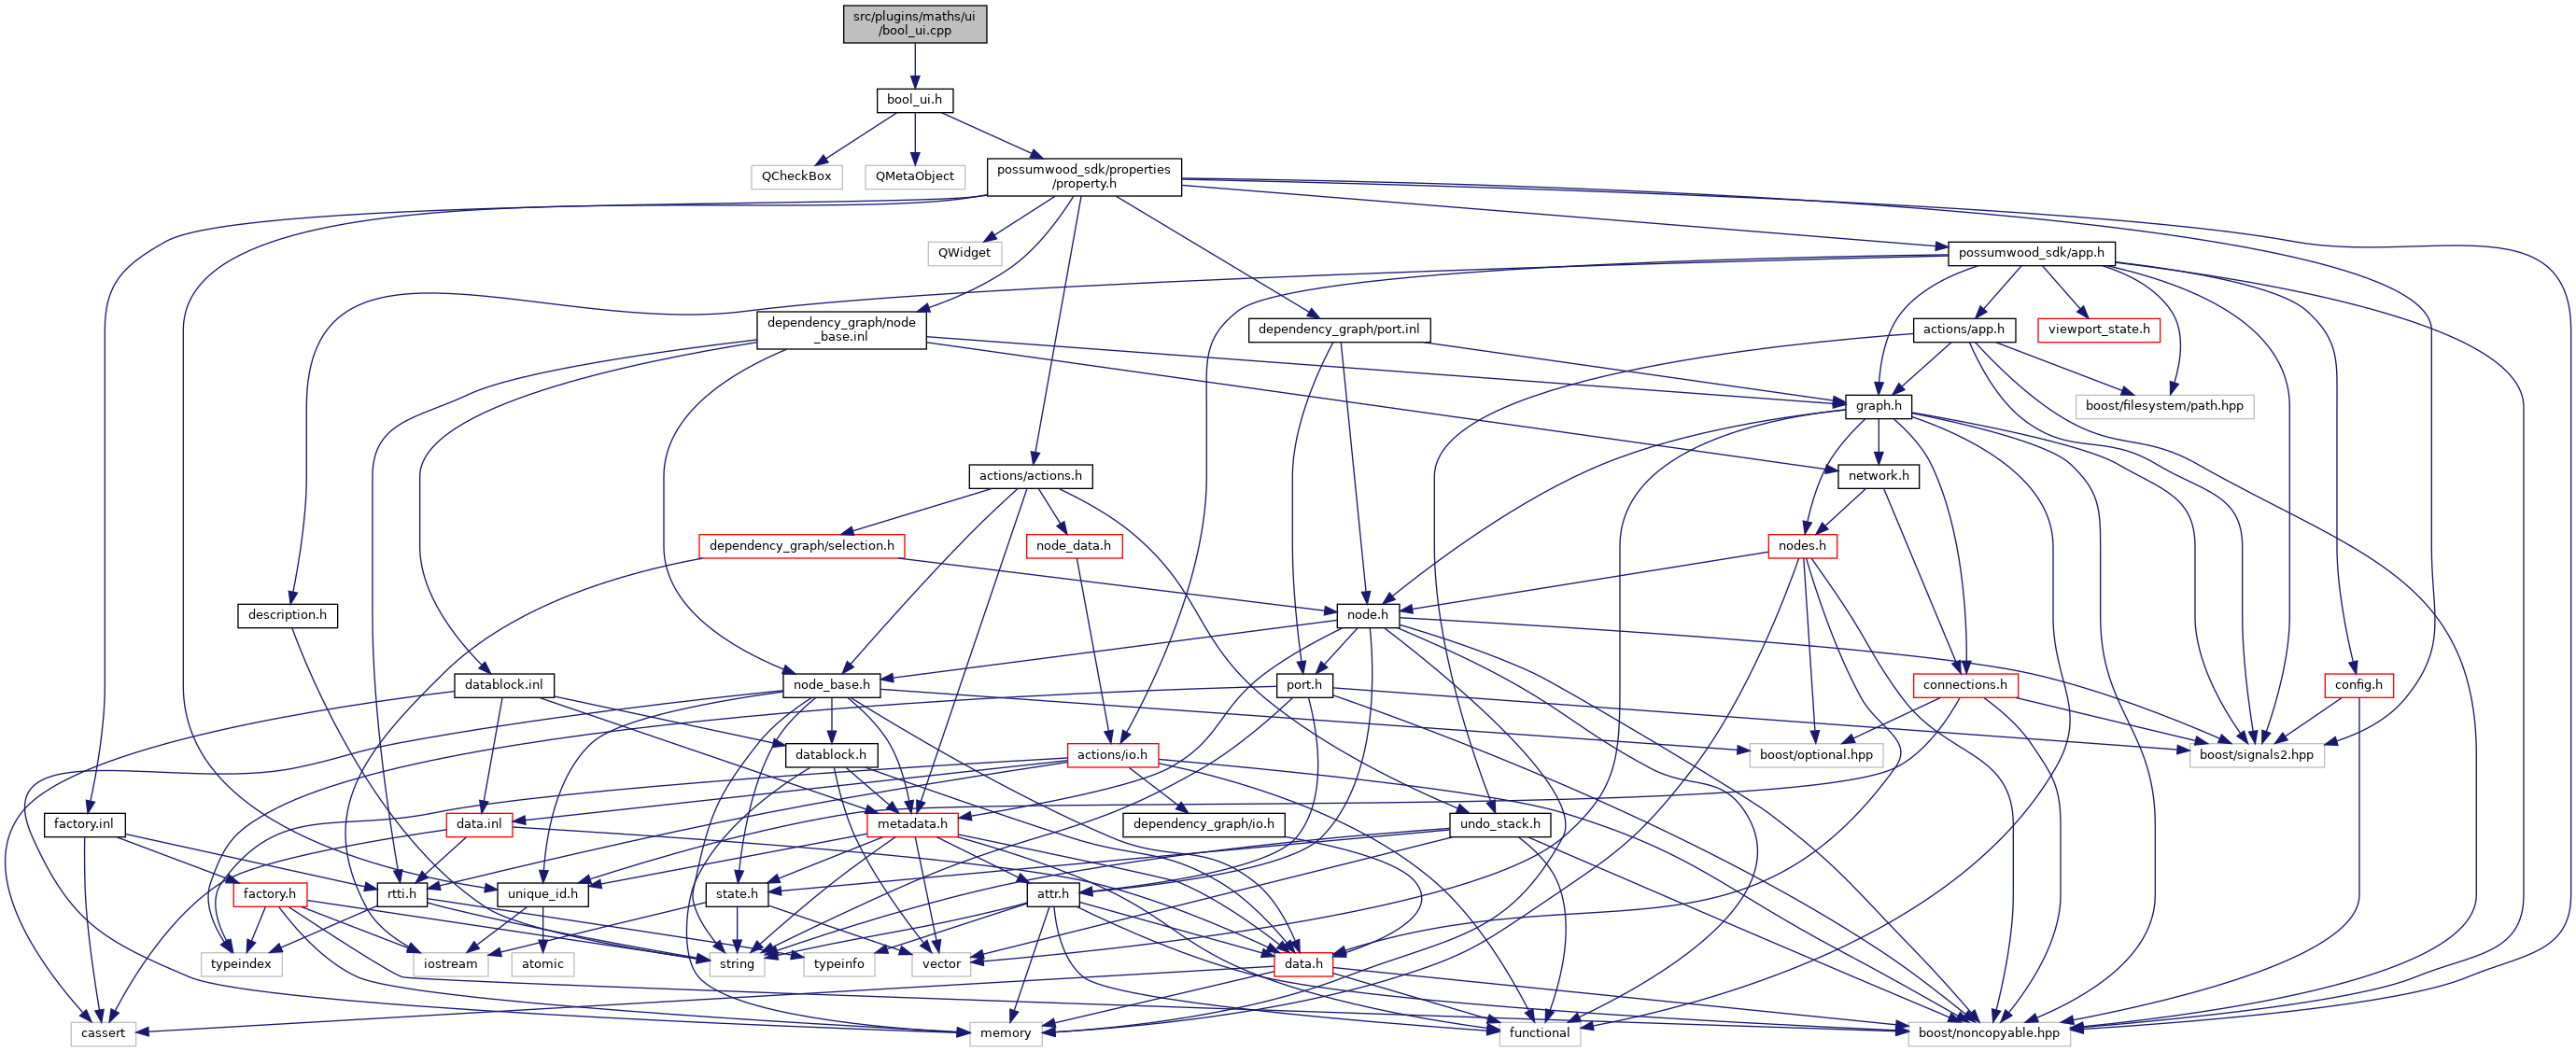 src/plugins/maths/ui
/bool_ui.cpp
bool_ui.h
QCheckBox
QMetaObject
possumwood_sdk/properties
/property.h
QWidget
possumwood_sdk/app.h
dependency_graph/node
_base.inl
dependency_graph/port.inl
actions/app.h
viewport_state.h
graph.h
boost/filesystem/path.hpp
actions/actions.h
network.h
dependency_graph/selection.h
node_data.h
nodes.h
description.h
node.h
datablock.inl
node_base.h
port.h
connections.h
config.h
datablock.h
actions/io.h
boost/optional.hpp
boost/signals2.hpp
factory.inl
data.inl
metadata.h
dependency_graph/io.h
undo_stack.h
factory.h
rtti.h
unique_id.h
state.h
attr.h
typeindex
iostream
atomic
string
typeinfo
vector
data.h
cassert
memory
functional
boost/noncopyable.hpp